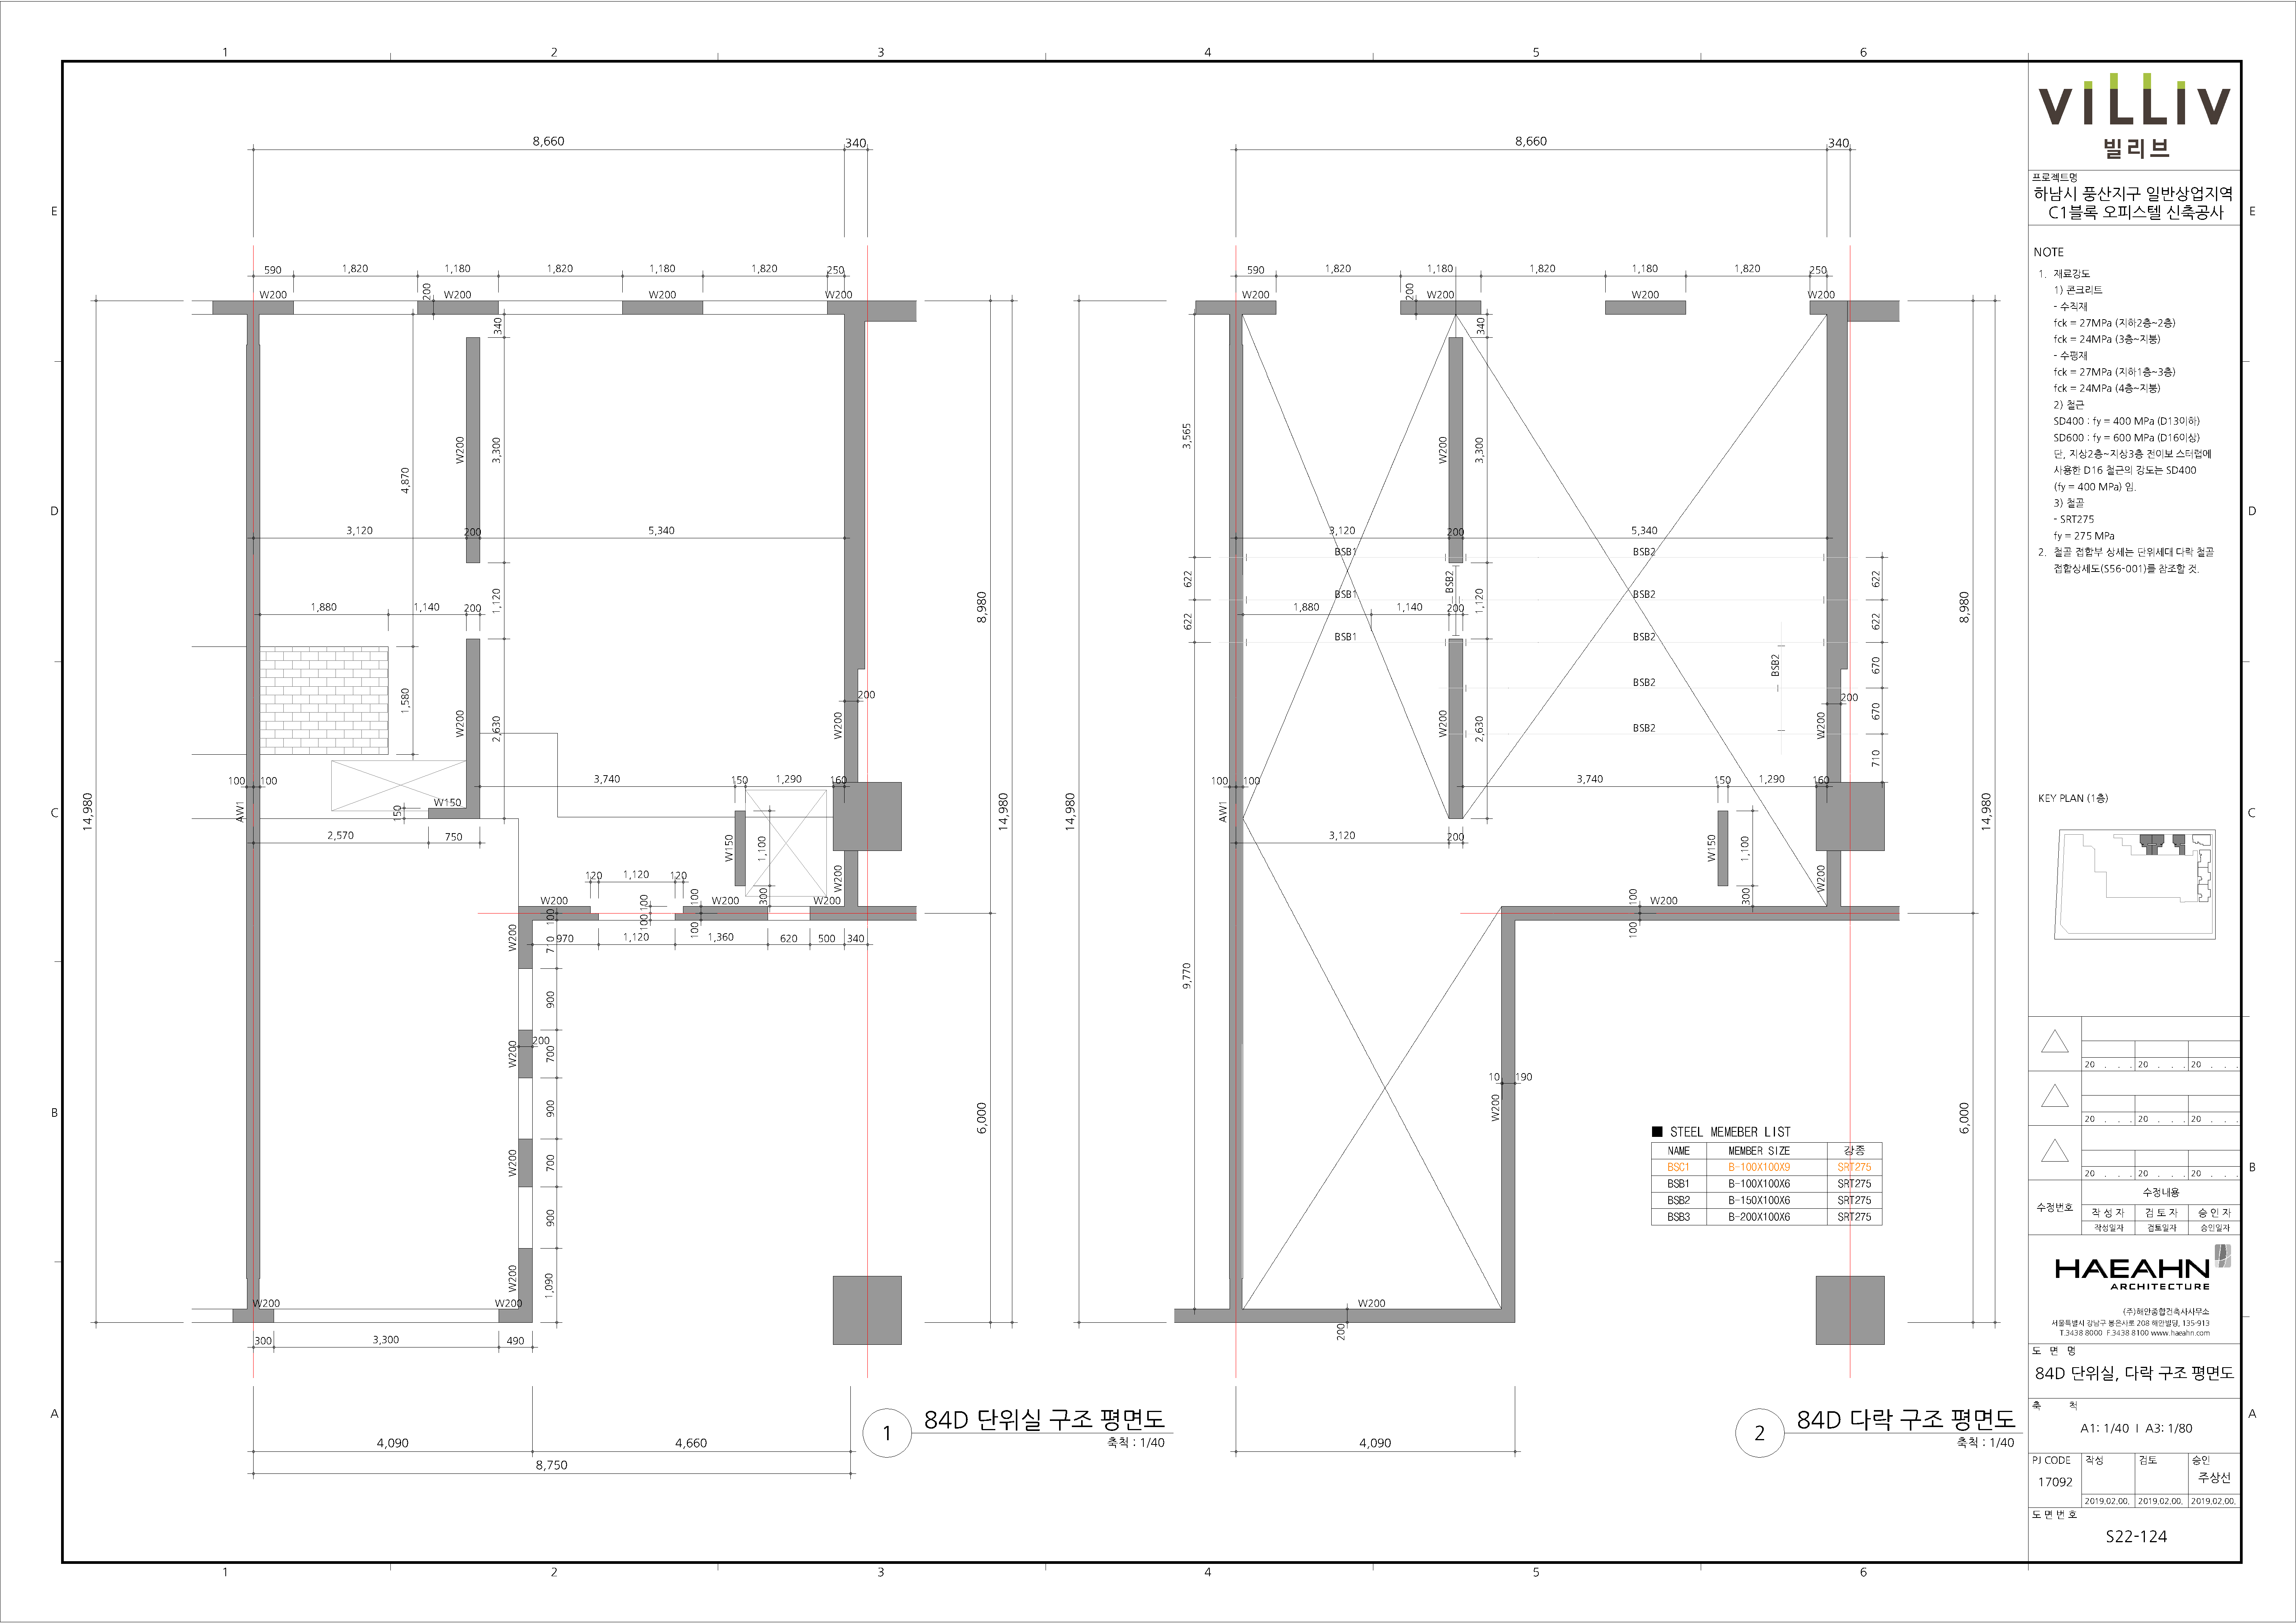 1 2 3 4 5 6
E
D
C
B
A
8,660
340
590
1,820
1,180
1,820
1,180
1,820
250
W200
200
W200
W200
W200
340
W200
3,300
4,870
3,120
200
5,340
1,880
1,140
200
1,120
8,980
1,580
W200
2,630
200
W200
100
100
3,740
150
1,290
160
AW1
150
W150
14,980
14,980
2,570
750
W150
1,100
W200
120
1,120
120
300
W200
100
100
W200
W200
100
100
100
W200
710
970
1,120
1,360
620
500
340
900
W200
200
700
900
6,000
W200
700
900
W200
1,090
W200
W200
300
3,300
490
4,090
4,660
8,750
1
84D 단위실 구조 평면도
축척 : 1/40
8,660
340
590
1,820
1,180
1,820
1,180
1,820
250
W200
200
W200
W200
W200
340
3,565
W200
3,300
3,120
200
5,340
BSB1
BSB2
622
BSB2
1,120
622
BSB1
BSB2
1,880
1,140
200
8,980
622
622
BSB1
BSB2
BSB2
670
BSB2
200
W200
2,630
W200
670
BSB2
710
100
100
3,740
150
1,290
160
AW1
14,980
14,980
3,120
200
W150
1,100
W200
100
W200
300
100
9,770
10
190
W200
6,000
W200
200
4,090
■ STEEL MEMEBER LIST
NAME MEMBER SIZE 강종
BSC1 B-100X100X9 SRT275
BSB1 B-100X100X6 SRT275
BSB2 B-150X100X6 SRT275
BSB3 B-200X100X6 SRT275
2
84D 다락 구조 평면도
축척 : 1/40
VILLIV
빌리브
프로젝트명
하남시 풍산지구 일반상업지역
C1블록 오피스텔 신축공사
NOTE
1. 재료강도
1) 콘크리트
- 수직재
fck = 27MPa (지하2층~2층)
fck = 24MPa (3층~지붕)
- 수평재
fck = 27MPa (지하1층~3층)
fck = 24MPa (4층~지붕)
2) 철근
SD400 : fy = 400 MPa (D13이하)
SD600 : fy = 600 MPa (D16이상)
단, 지상2층~지상3층 전이보 스터럽에
사용한 D16 철근의 강도는 SD400
(fy = 400 MPa) 임.
3) 철골
- SRT275
fy = 275 MPa
2. 철골 접합부 상세는 단위세대 다락 철골
접합상세도(S56-001)를 참조할 것.
KEY PLAN (1층)
20 . . . 20 . . . 20 . . .
20 . . . 20 . . . 20 . . .
20 . . . 20 . . . 20 . . .
수정번호
수정내용
작 성 자 검 토 자 승 인 자
작성일자 검토일자 승인일자
HAEAHN
ARCHITECTURE
(주)해안종합건축사사무소
서울특별시 강남구 봉은사로 208 해안빌딩, 135-913
T.3438 8000 F.3438 8100 www.haeahn.com
도 면 명
84D 단위실, 다락 구조 평면도
축 척
A1: 1/40 I A3: 1/80
PJ CODE 작성 검토 승인
17092 주상선
2019.02.00. 2019.02.00. 2019.02.00.
도 면 번 호
S22-124
E
D
C
B
A
1 2 3 4 5 6